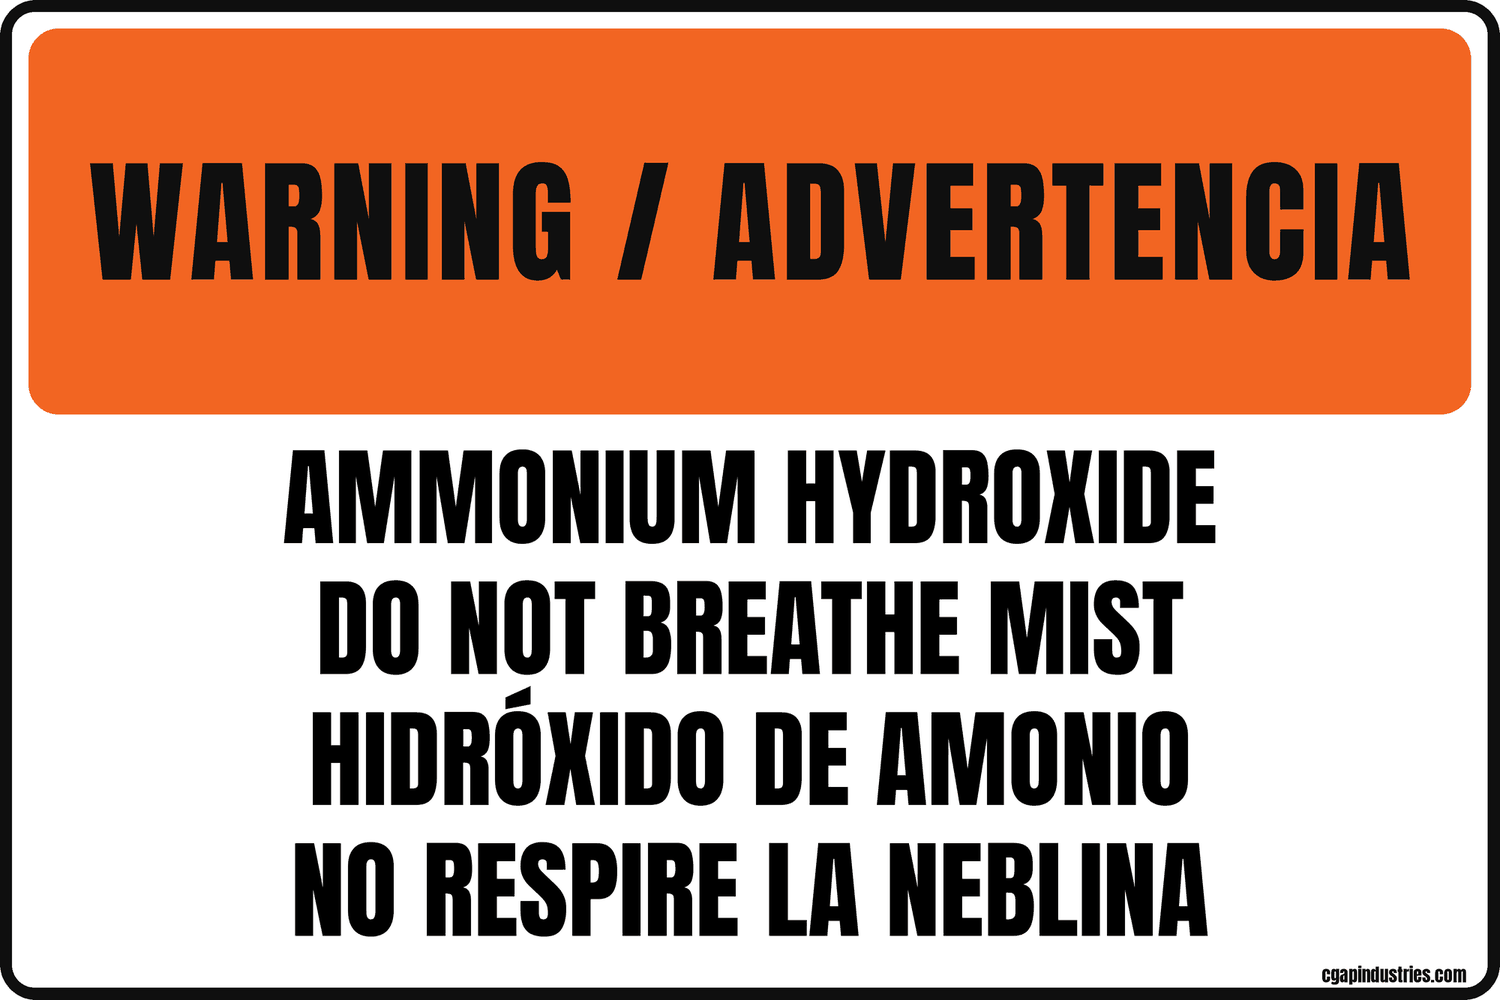 WARNING / ADVERTENCIA
AMMONIUM HYDROXIDE
DO NOT BREATHE MIST
HIDRÓXIDO DE AMONIO
NO RESPIRE LA NEBLINA
cgapindustries.com